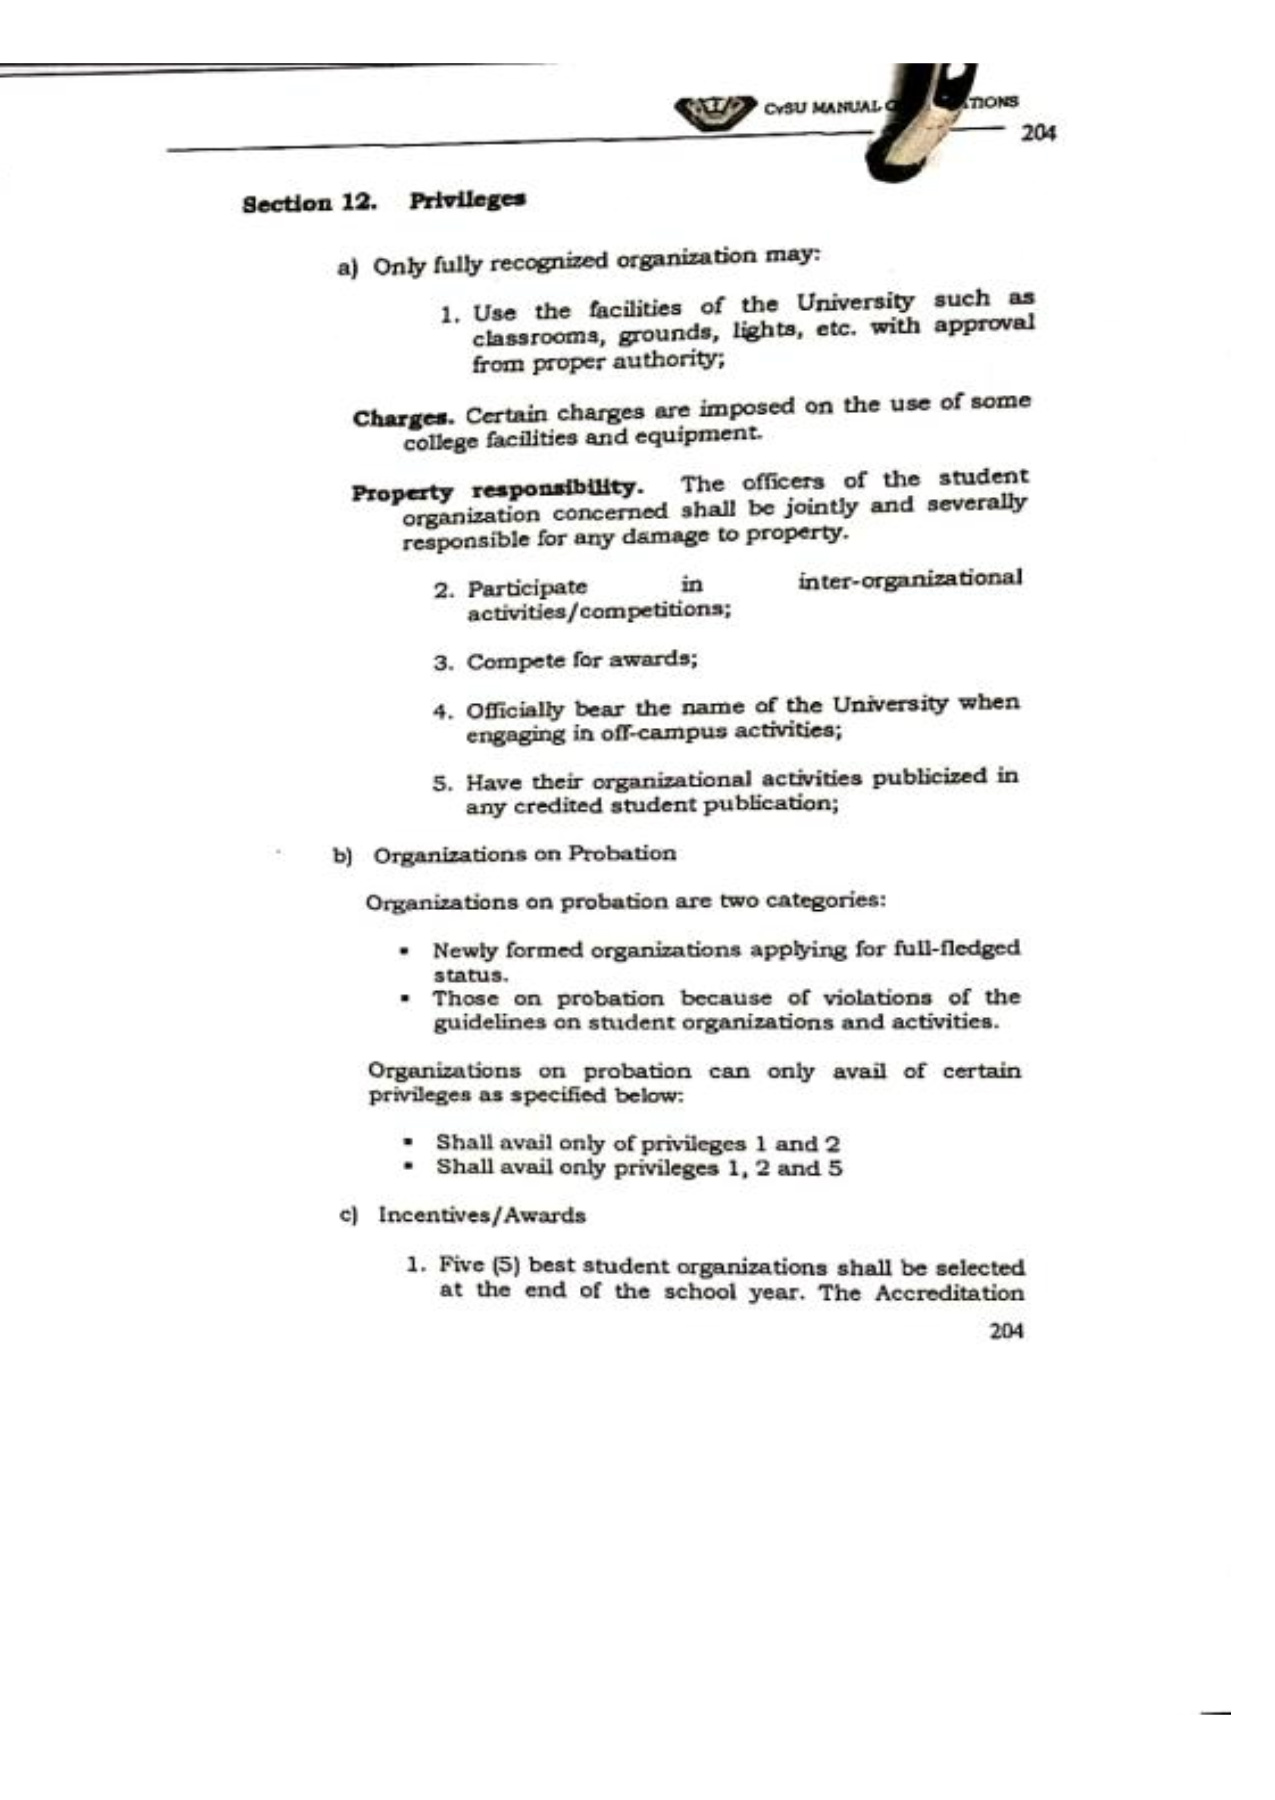 CvSU MANUAL
204
Section 12. Privileges
a) Only fully recognized organization may:
1. Use the facilities of the University such as
classrooms, grounds, lights, etc. with approval
from proper authority;
Charges. Certain charges are imposed on the use of some
college facilities and equipment.
Property responsibility. The officers of the student
organization concerned shall be jointly and severally
responsible for any damage to property.
2. Participate in inter-organizational
activities/competitions;
3. Compete for awards;
4. Officially bear the name of the University when
engaging in off-campus activities;
5. Have their organizational activities publicized in
any credited student publication;
b) Organizations on Probation
Organizations on probation are two categories:
▪ Newly formed organizations applying for full-fledged
status.
▪ Those on probation because of violations of the
guidelines on student organizations and activities.
Organizations on probation can only avail of certain
privileges as specified below:
▪ Shall avail only of privileges 1 and 2
▪ Shall avail only privileges 1, 2 and 5
c) Incentives/Awards
1. Five (5) best student organizations shall be selected
at the end of the school year. The Accreditation
204